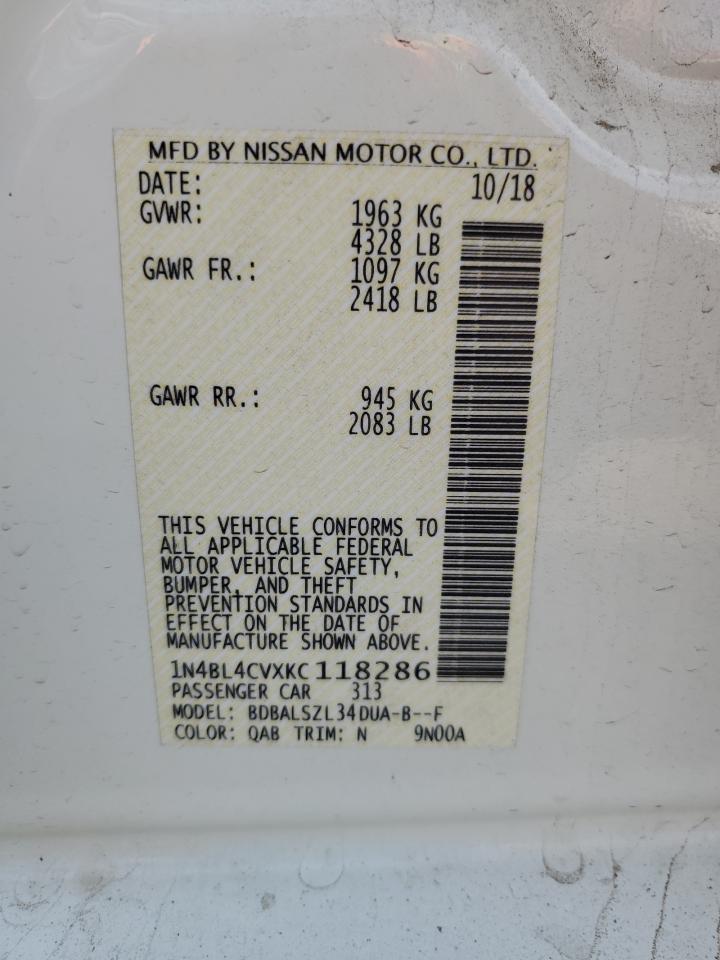 MFD BY NISSAN MOTOR CO., LTD.
DATE: 10/18
GVWR: 1963 KG
4328 LB
GAWR FR.: 1097 KG
2418 LB
GAWR RR.: 945 KG
2083 LB
THIS VEHICLE CONFORMS TO
ALL APPLICABLE FEDERAL
MOTOR VEHICLE SAFETY,
BUMPER, AND THEFT
PREVENTION STANDARDS IN
EFFECT ON THE DATE OF
MANUFACTURE SHOWN ABOVE.
1N4BL4CVXKC118286
PASSENGER CAR 313
MODEL: BDBALSZL34DUA-B--F
COLOR: QAB TRIM: N 9N00A